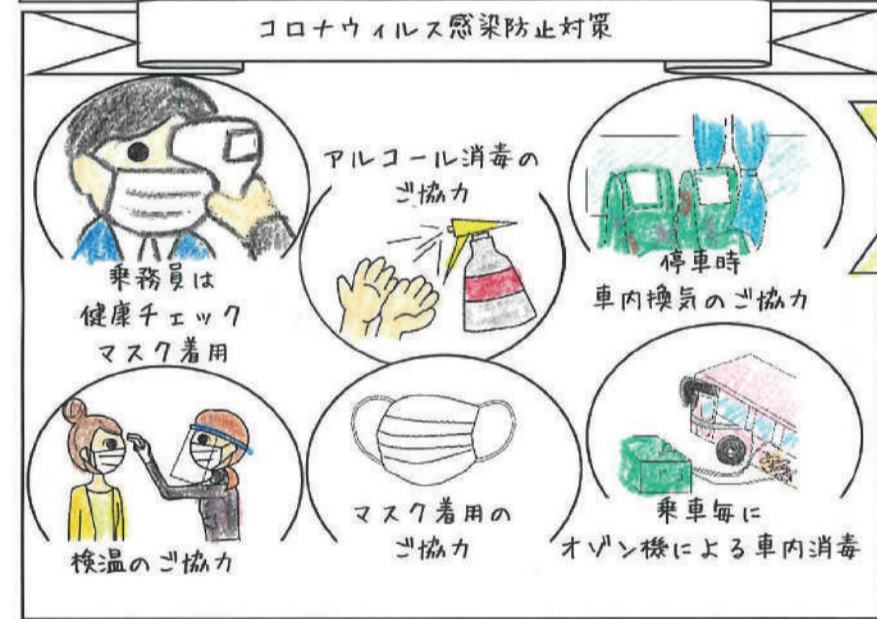 コロナウィルス感染防止対策
乗務員は
健康チェック
マスク着用
アルコール消毒の
ご協力
停車時
車内換気のご協力
検温のご協力
マスク着用の
ご協力
乗車毎に
オゾン機による車内消毒